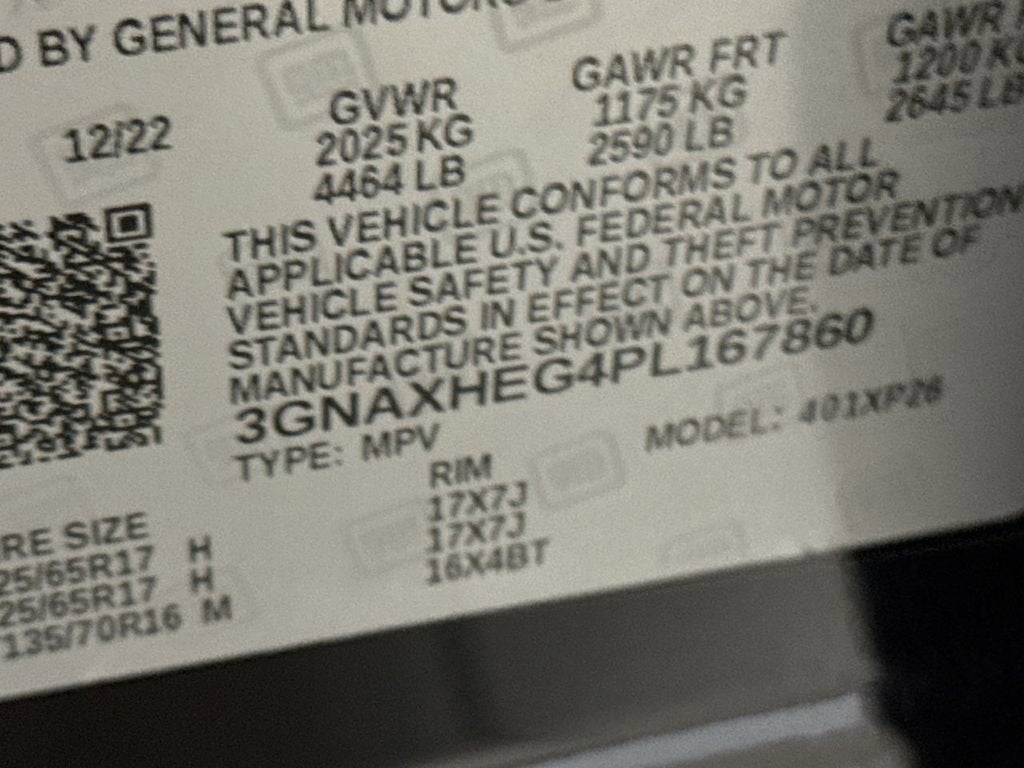 D BY GENERAL MOTORS
12/22
GVWR
2025 KG
4464 LB
GAWR FRT
1175 KG
2590 LB
GAWR
1200 KG
2645 LB
THIS VEHICLE CONFORMS TO ALL
APPLICABLE U.S. FEDERAL MOTOR
VEHICLE SAFETY AND THEFT PREVENTION
STANDARDS IN EFFECT ON THE DATE OF
MANUFACTURE SHOWN ABOVE.
3GNAXHEG4PL167860
TYPE: MPV
MODEL: 401XP26
RE SIZE
25/65R17 H
25/65R17 H
135/70R16 M
RIM
17X7J
17X7J
16X4BT